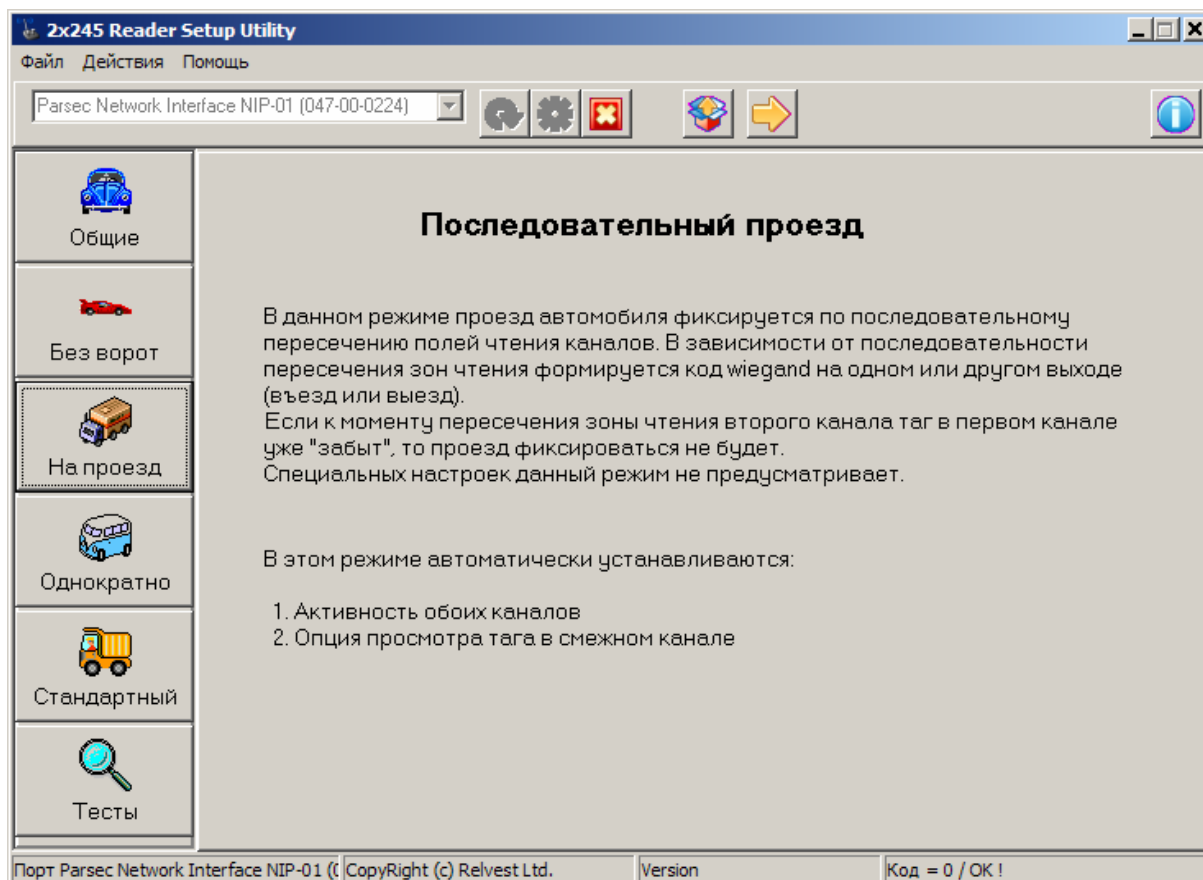 2x245 Reader Setup Utility
Файл Действия Помощь
Parsec Network Interface NIP-01 (047-00-0224)
Общие
Без ворот
На проезд
Однократно
Стандартный
Тесты
Последовательный проезд
В данном режиме проезд автомобиля фиксируется по последовательному
пересечению полей чтения каналов. В зависимости от последовательности
пересечения зон чтения формируется код wiegand на одном или другом выходе
(въезд или выезд).
Если к моменту пересечения зоны чтения второго канала таг в первом канале
уже "забыт", то проезд фиксироваться не будет.
Специальных настроек данный режим не предусматривает.
В этом режиме автоматически устанавливаются:
1. Активность обоих каналов
2. Опция просмотра тага в смежном канале
Порт Parsec Network Interface NIP-01 (0 CopyRight (c) Relvest Ltd. Version Код = 0 / OK !